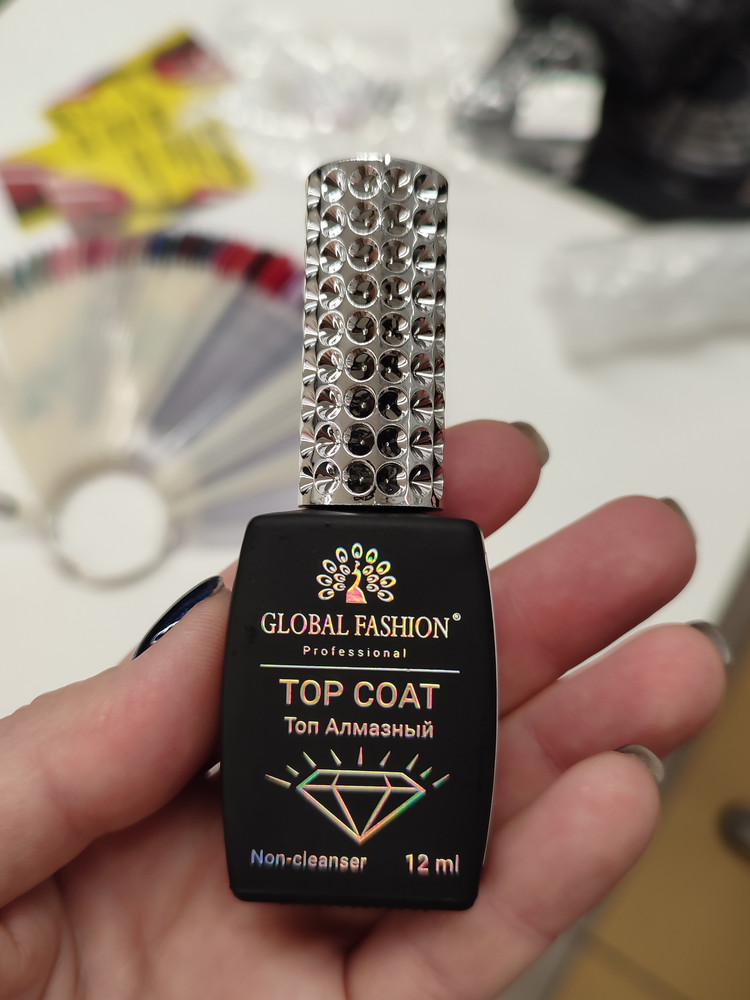 GLOBAL FASHION®
Professional
TOP COAT
Топ Алмазный
Non-cleanser 12 ml